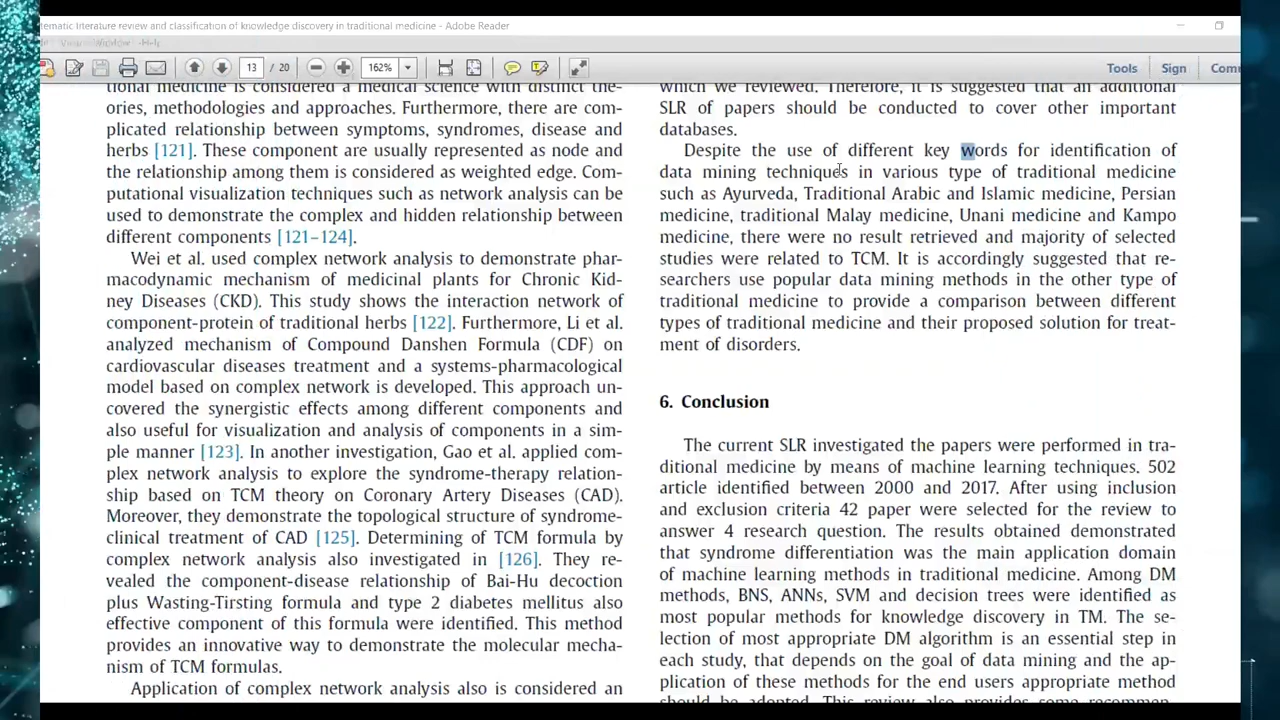 tematic literature review and classification of knowledge discovery in traditional medicine - Adobe Reader
Window Help
13 / 20
162%
Tools
Sign
Comm
tional medicine is considered a medical science with distinct the-
ories, methodologies and approaches. Furthermore, there are com-
plicated relationship between symptoms, syndromes, disease and
herbs [121]. These component are usually represented as node and
the relationship among them is considered as weighted edge. Com-
putational visualization techniques such as network analysis can be
used to demonstrate the complex and hidden relationship between
different components [121–124].
Wei et al. used complex network analysis to demonstrate phar-
macodynamic mechanism of medicinal plants for Chronic Kid-
ney Diseases (CKD). This study shows the interaction network of
component-protein of traditional herbs [122]. Furthermore, Li et al.
analyzed mechanism of Compound Danshen Formula (CDF) on
cardiovascular diseases treatment and a systems-pharmacological
model based on complex network is developed. This approach un-
covered the synergistic effects among different components and
also useful for visualization and analysis of components in a sim-
ple manner [123]. In another investigation, Gao et al. applied com-
plex network analysis to explore the syndrome-therapy relation-
ship based on TCM theory on Coronary Artery Diseases (CAD).
Moreover, they demonstrate the topological structure of syndrome-
clinical treatment of CAD [125]. Determining of TCM formula by
complex network analysis also investigated in [126]. They re-
vealed the component-disease relationship of Bai-Hu decoction
plus Wasting-Tirsting formula and type 2 diabetes mellitus also
effective component of this formula were identified. This method
provides an innovative way to demonstrate the molecular mecha-
nism of TCM formulas.
Application of complex network analysis also is considered an
which we reviewed. Therefore, it is suggested that an additional
SLR of papers should be conducted to cover other important
databases.
Despite the use of different key words for identification of
data mining techniques in various type of traditional medicine
such as Ayurveda, Traditional Arabic and Islamic medicine, Persian
medicine, traditional Malay medicine, Unani medicine and Kampo
medicine, there were no result retrieved and majority of selected
studies were related to TCM. It is accordingly suggested that re-
searchers use popular data mining methods in the other type of
traditional medicine to provide a comparison between different
types of traditional medicine and their proposed solution for treat-
ment of disorders.
6. Conclusion
The current SLR investigated the papers were performed in tra-
ditional medicine by means of machine learning techniques. 502
article identified between 2000 and 2017. After using inclusion
and exclusion criteria 42 paper were selected for the review to
answer 4 research question. The results obtained demonstrated
that syndrome differentiation was the main application domain
of machine learning methods in traditional medicine. Among DM
methods, BNS, ANNs, SVM and decision trees were identified as
most popular methods for knowledge discovery in TM. The se-
lection of most appropriate DM algorithm is an essential step in
each study, that depends on the goal of data mining and the ap-
plication of these methods for the end users appropriate method
should be adopted. This review also provides some recommen-